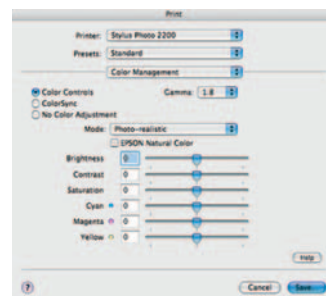 Print
Printer: Stylus Photo 2200
Presets: Standard
Color Management
Color Controls Gamma: 1.8
ColorSync
No Color Adjustment
Mode: Photo-realistic
EPSON Natural Color
Brightness 0
Contrast 0
Saturation 0
Cyan 0
Magenta 0
Yellow 0
Help
? Cancel Save...